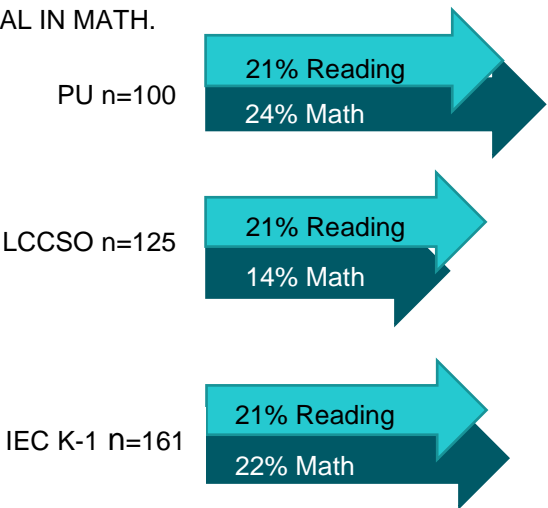 AL IN MATH.
PU n=100
21% Reading
24% Math
LCCSO n=125
21% Reading
14% Math
IEC K-1 n=161
21% Reading
22% Math